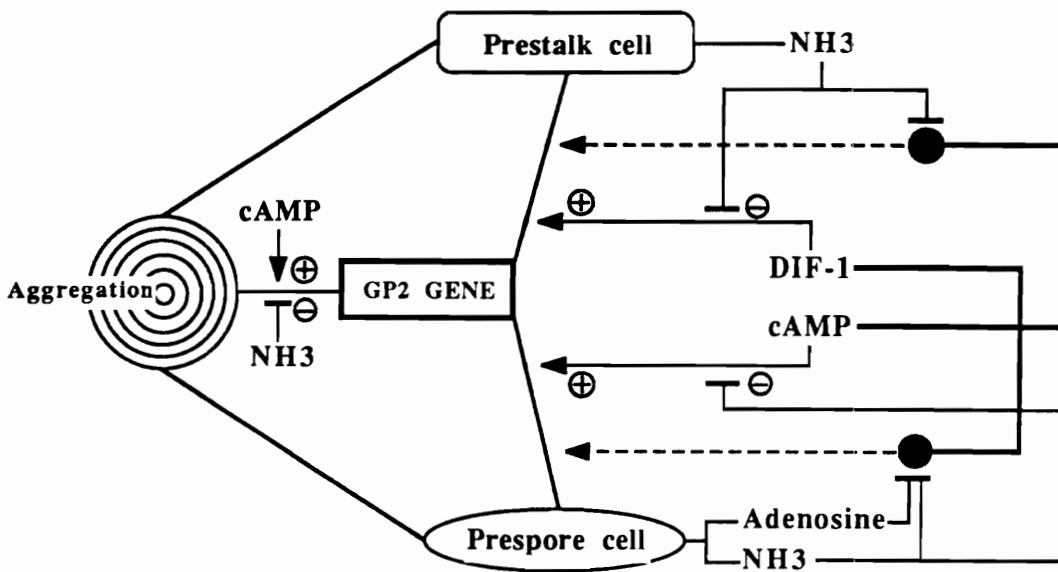 Prestalk cell
NH3
cAMP
⊕
⊖
⊕
DIF-1
Aggregation
GP2 GENE
⊖
cAMP
NH3
⊕
⊖
Adenosine
Prespore cell
NH3